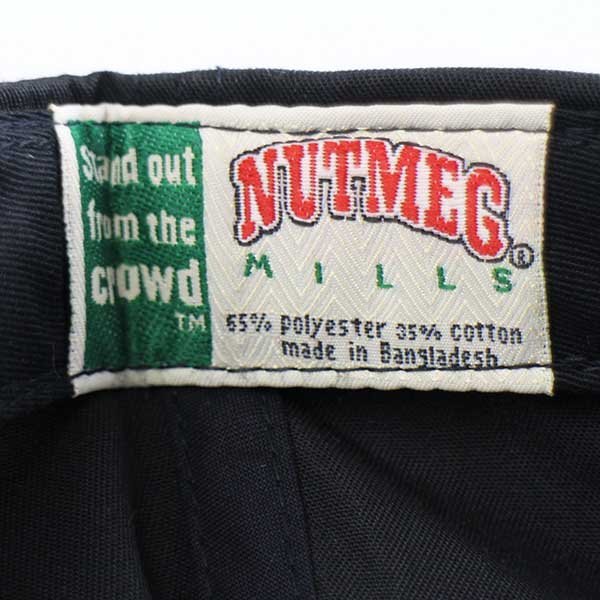 Stand out
from the
crowd
TM
NUTMEG
®
MILLS
65% polyester 35% cotton
made in Bangladesh